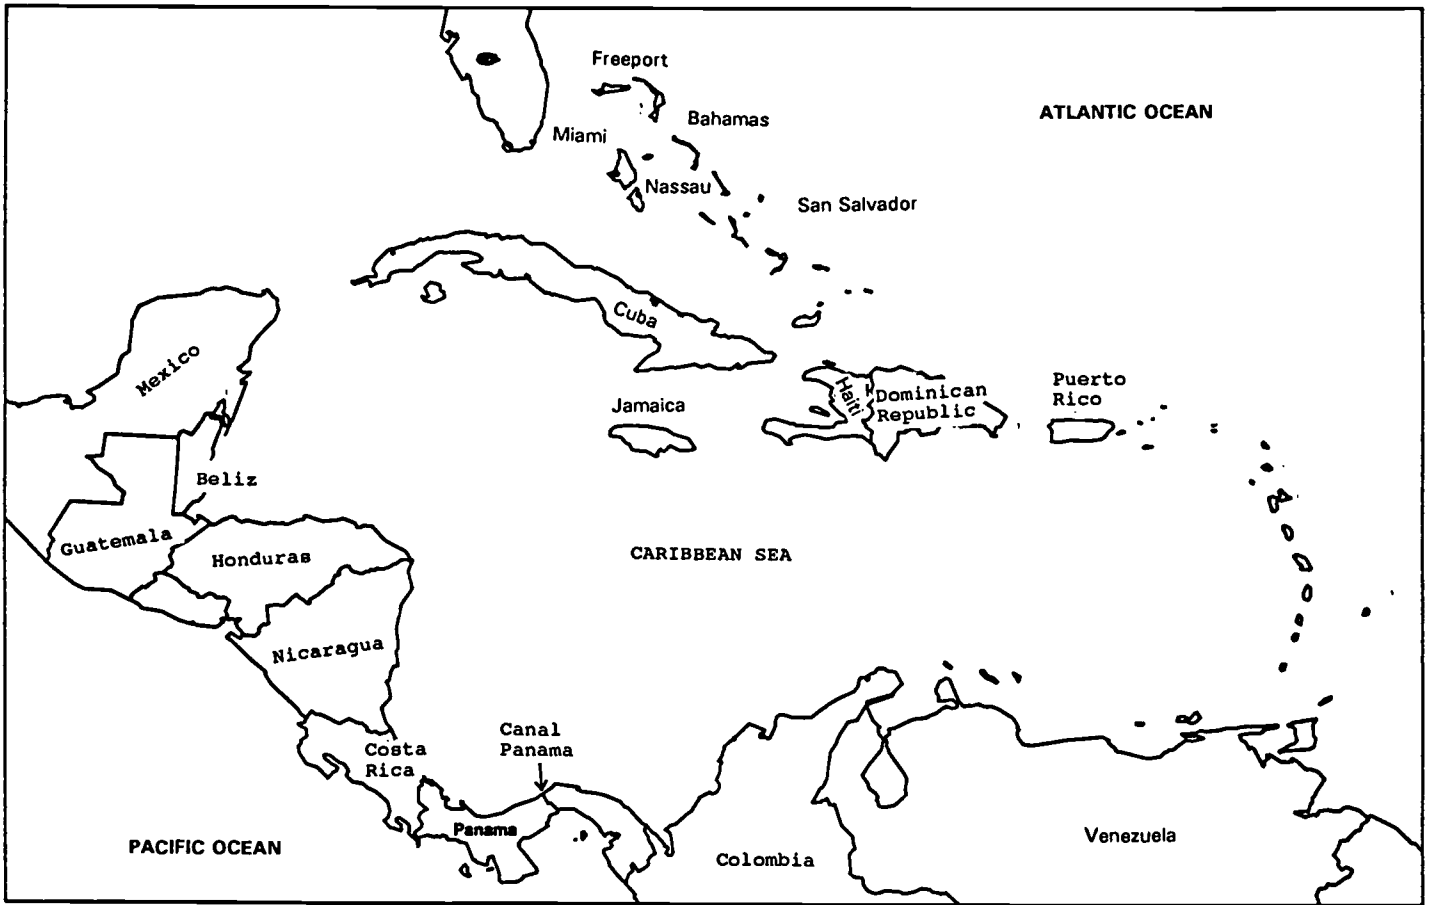 Freeport
ATLANTIC OCEAN
Bahamas
Miami
Nassau
San Salvador
Cuba
Mexico
Haiti
Dominican
Republic
Puerto
Rico
Jamaica
Beliz
Guatemala
Honduras
CARIBBEAN SEA
Nicaragua
Canal
Panama
Costa
Rica
Panama
Venezuela
PACIFIC OCEAN
Colombia